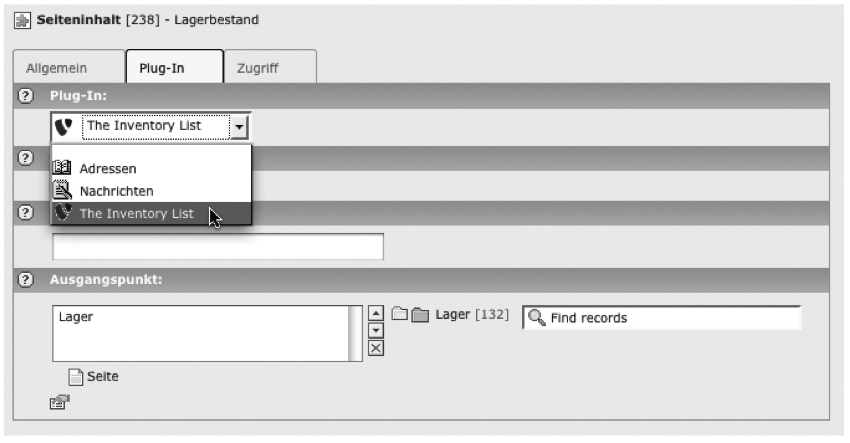 Seiteninhalt [238] - Lagerbestand
Allgemein Plug-In Zugriff
Plug-In:
The Inventory List
Adressen
Nachrichten
The Inventory List
Ausgangspunkt:
Lager Lager [132] Find records
Seite